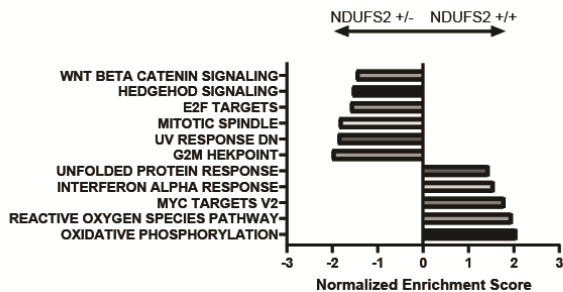 NDUFS2 +/- NDUFS2 +/+
WNT BETA CATENIN SIGNALING
HEDGEHOD SIGNALING
E2F TARGETS
MITOTIC SPINDLE
UV RESPONSE DN
G2M HEKPOINT
UNFOLDED PROTEIN RESPONSE
INTERFERON ALPHA RESPONSE
MYC TARGETS V2
REACTIVE OXYGEN SPECIES PATHWAY
OXIDATIVE PHOSPHORYLATION
-3 -2 -1 0 1 2 3
Normalized Enrichment Score